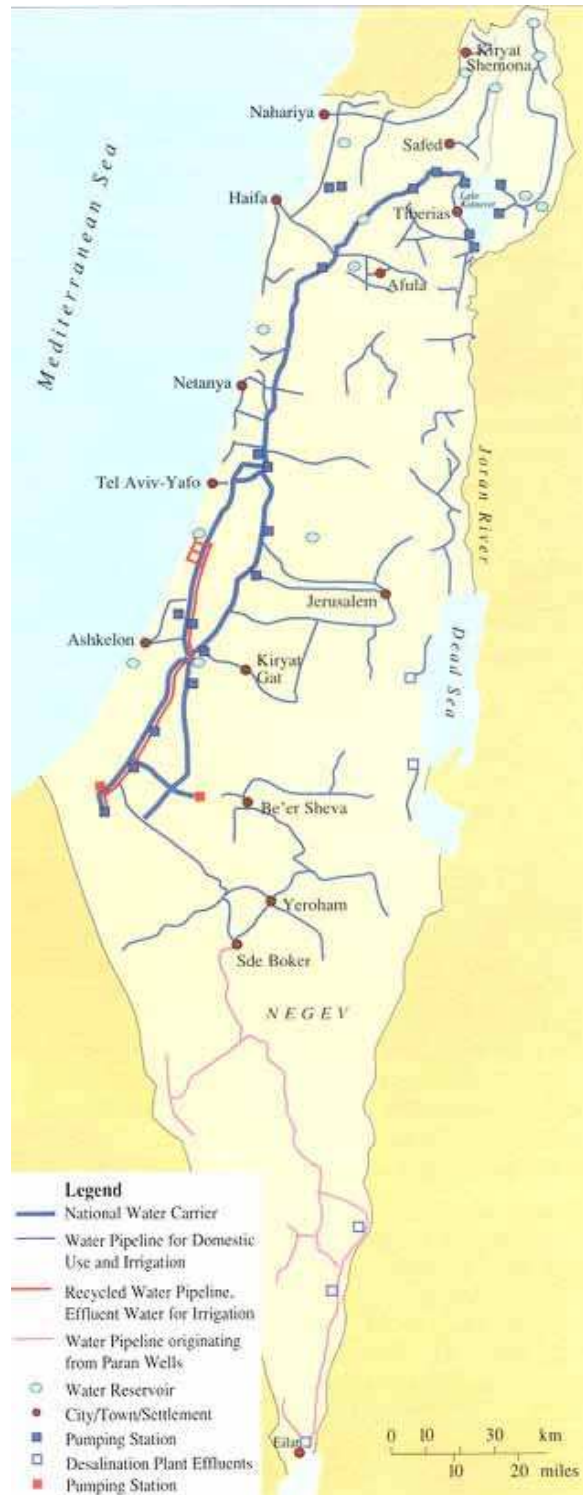 Kiryat
Shemona
Nahariya
Safed
Haifa
Lake
Tiberias
Afula
Mediterranean Sea
Netanya
Tel Aviv-Yafo
Joran River
Jerusalem
Ashkelon
Kiryat
Gat
Dead Sea
Be'er Sheva
Yeroham
Sde Boker
NEGEV
Legend
National Water Carrier
Water Pipeline for Domestic
Use and Irrigation
Recycled Water Pipeline,
Effluent Water for Irrigation
Water Pipeline originating
from Paran Wells
Water Reservoir
City/Town/Settlement
Pumping Station
Desalination Plant Effluents
Pumping Station
Eilat
0 10 30 km
10 20 miles